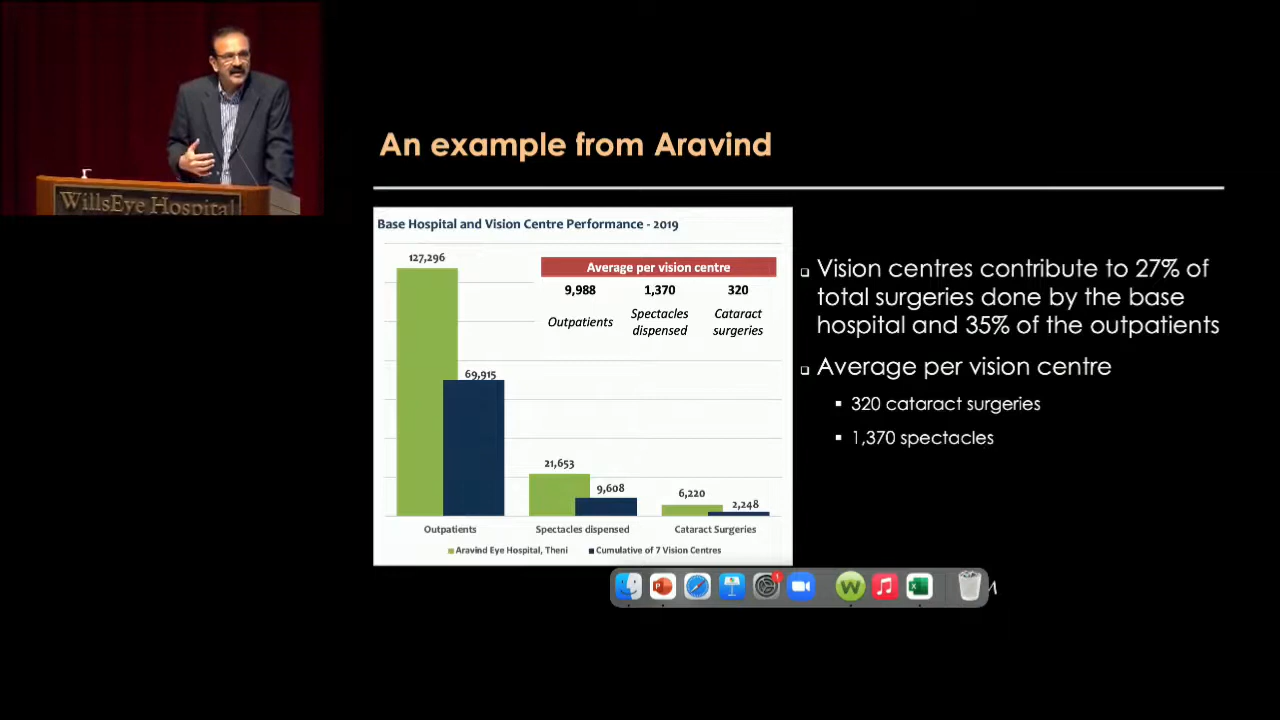 WillsEye Hospital
An example from Aravind
Base Hospital and Vision Centre Performance - 2019
127,296
69,915
21,653
9,608
6,220
2,248
Average per vision centre
9,988 1,370 320
Outpatients Spectacles dispensed Cataract surgeries
Outpatients Spectacles dispensed Cataract Surgeries
Aravind Eye Hospital, Theni Cumulative of 7 Vision Centres
Vision centres contribute to 27% of
total surgeries done by the base
hospital and 35% of the outpatients
Average per vision centre
320 cataract surgeries
1,370 spectacles
1